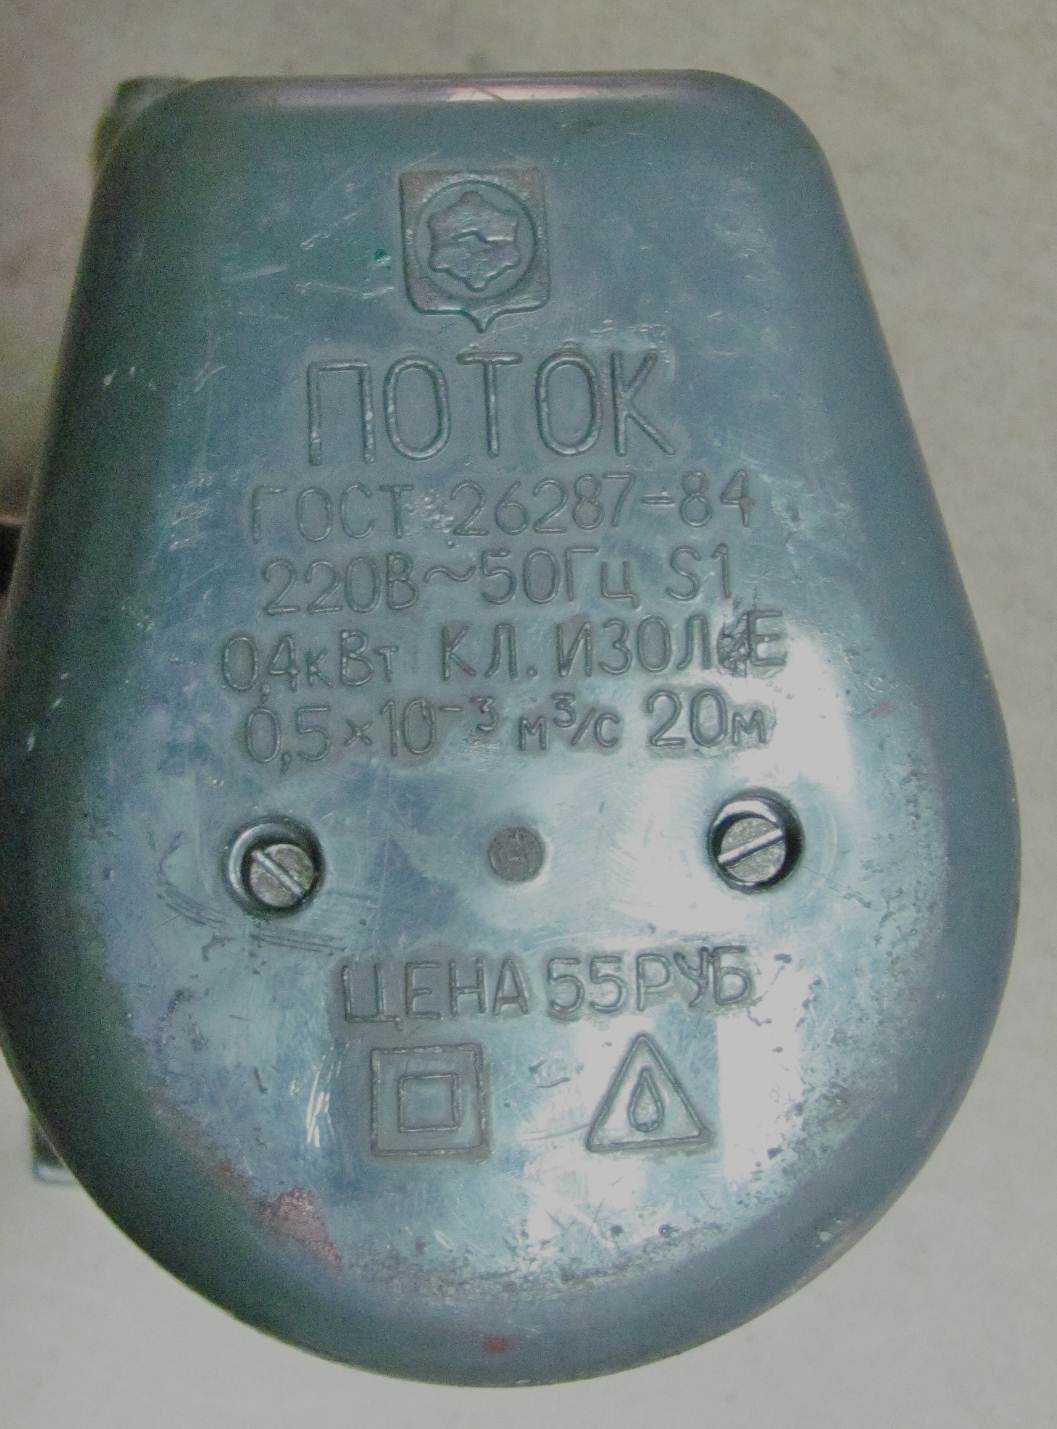 ПОТОК
ГОСТ 26287-84
220В~50Гц S1
0,4кВт КЛ. ИЗОЛ. Е
0,5×10⁻³ м³/с 20м
ЦЕНА 55РУБ